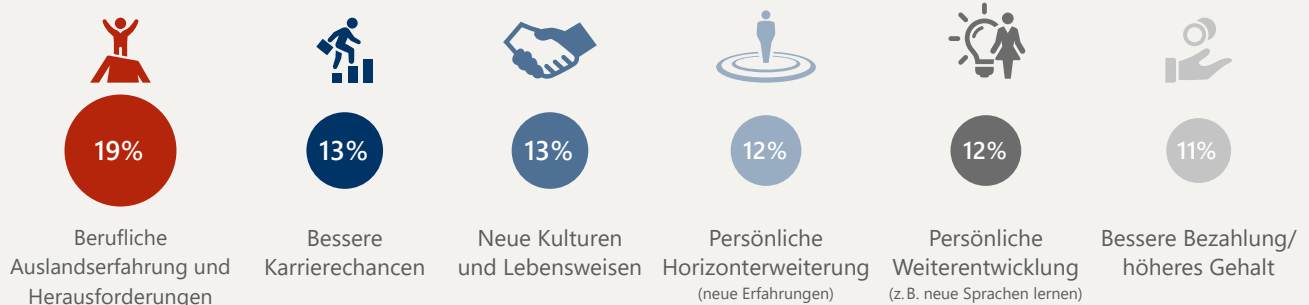 19%
13%
13%
12%
12%
11%
Berufliche
Auslandserfahrung und
Herausforderungen
Bessere
Karrierechancen
Neue Kulturen
und Lebensweisen
Persönliche
Horizonterweiterung
(neue Erfahrungen)
Persönliche
Weiterentwicklung
(z.B. neue Sprachen lernen)
Bessere Bezahlung/
höheres Gehalt